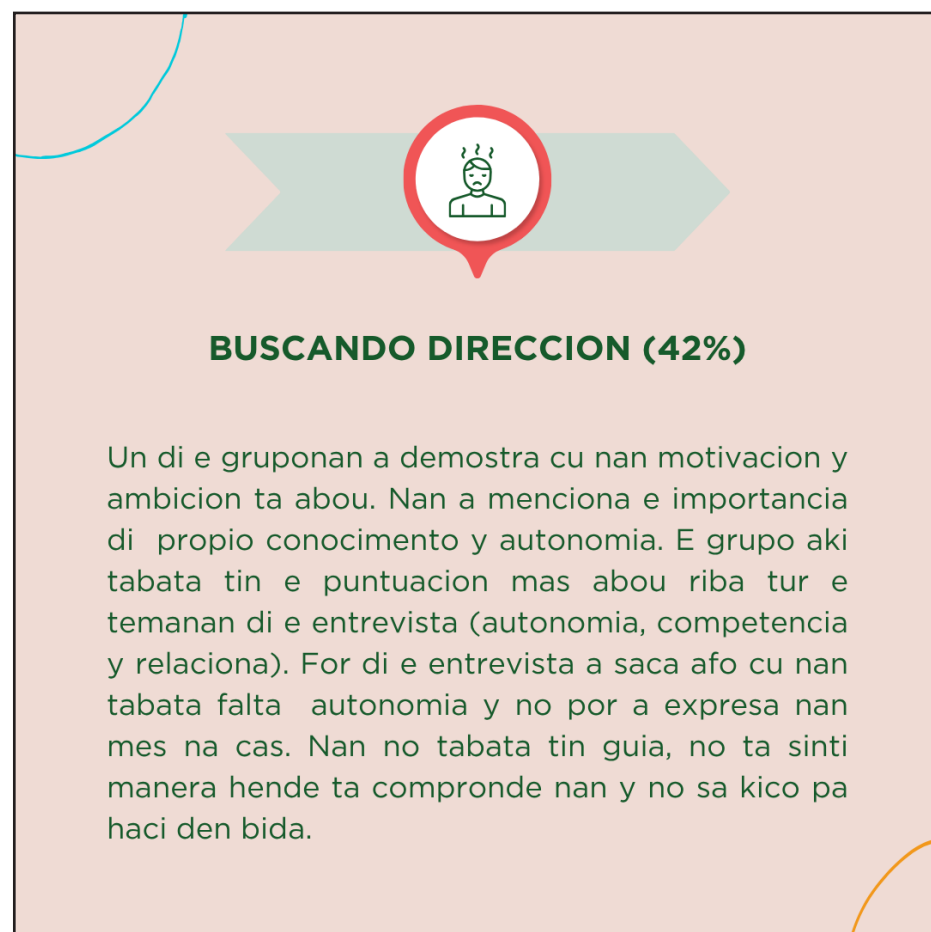 BUSCANDO DIRECCION (42%)
Un di e gruponan a demostra cu nan motivacion y
ambicion ta abou. Nan a menciona e importancia
di propio conocimento y autonomia. E grupo aki
tabata tin e puntuacion mas abou riba tur e
temanan di e entrevista (autonomia, competencia
y relaciona). For di e entrevista a saca afo cu nan
tabata falta autonomia y no por a expresa nan
mes na cas. Nan no tabata tin guia, no ta sinti
manera hende ta compronde nan y no sa kico pa
haci den bida.